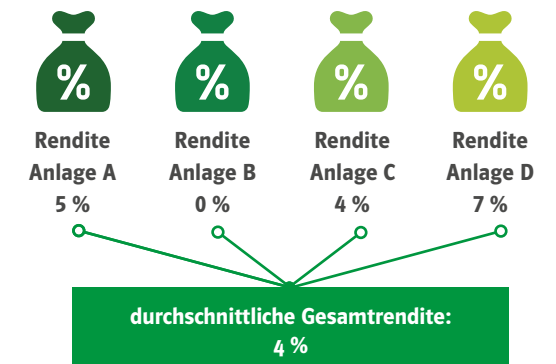 % % % %
Rendite Rendite Rendite Rendite
Anlage A Anlage B Anlage C Anlage D
5 % 0 % 4 % 7 %
durchschnittliche Gesamtrendite:
4 %